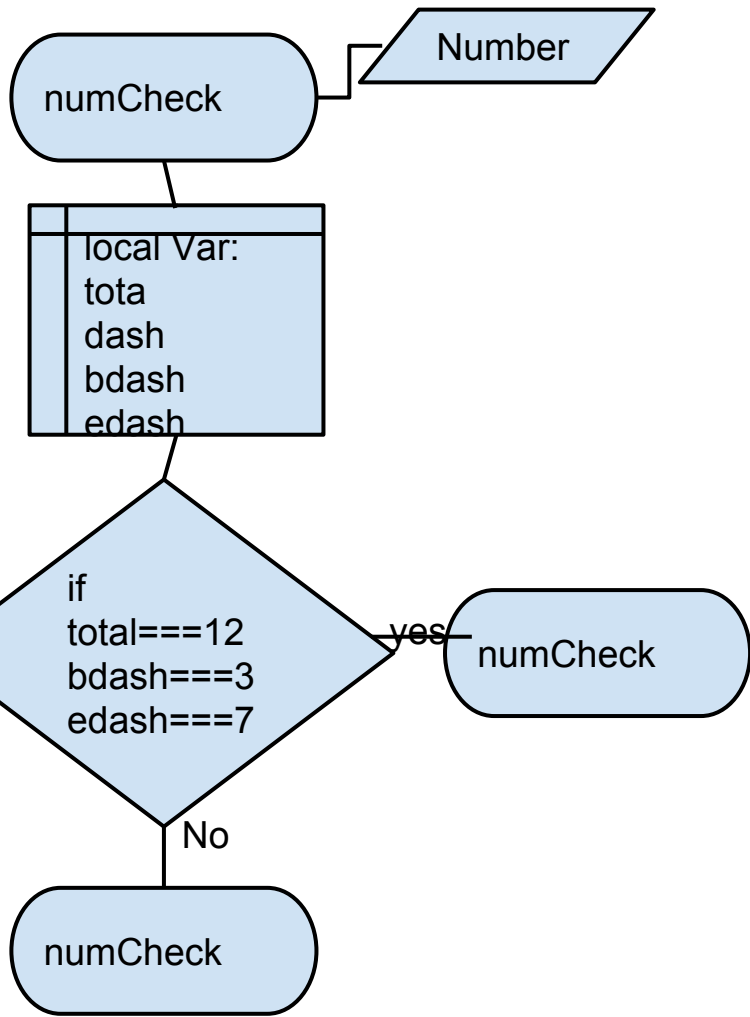 numCheck
Number
local Var:
tota
dash
bdash
edash
if
total===12
bdash===3
edash===7
yes
numCheck
No
numCheck